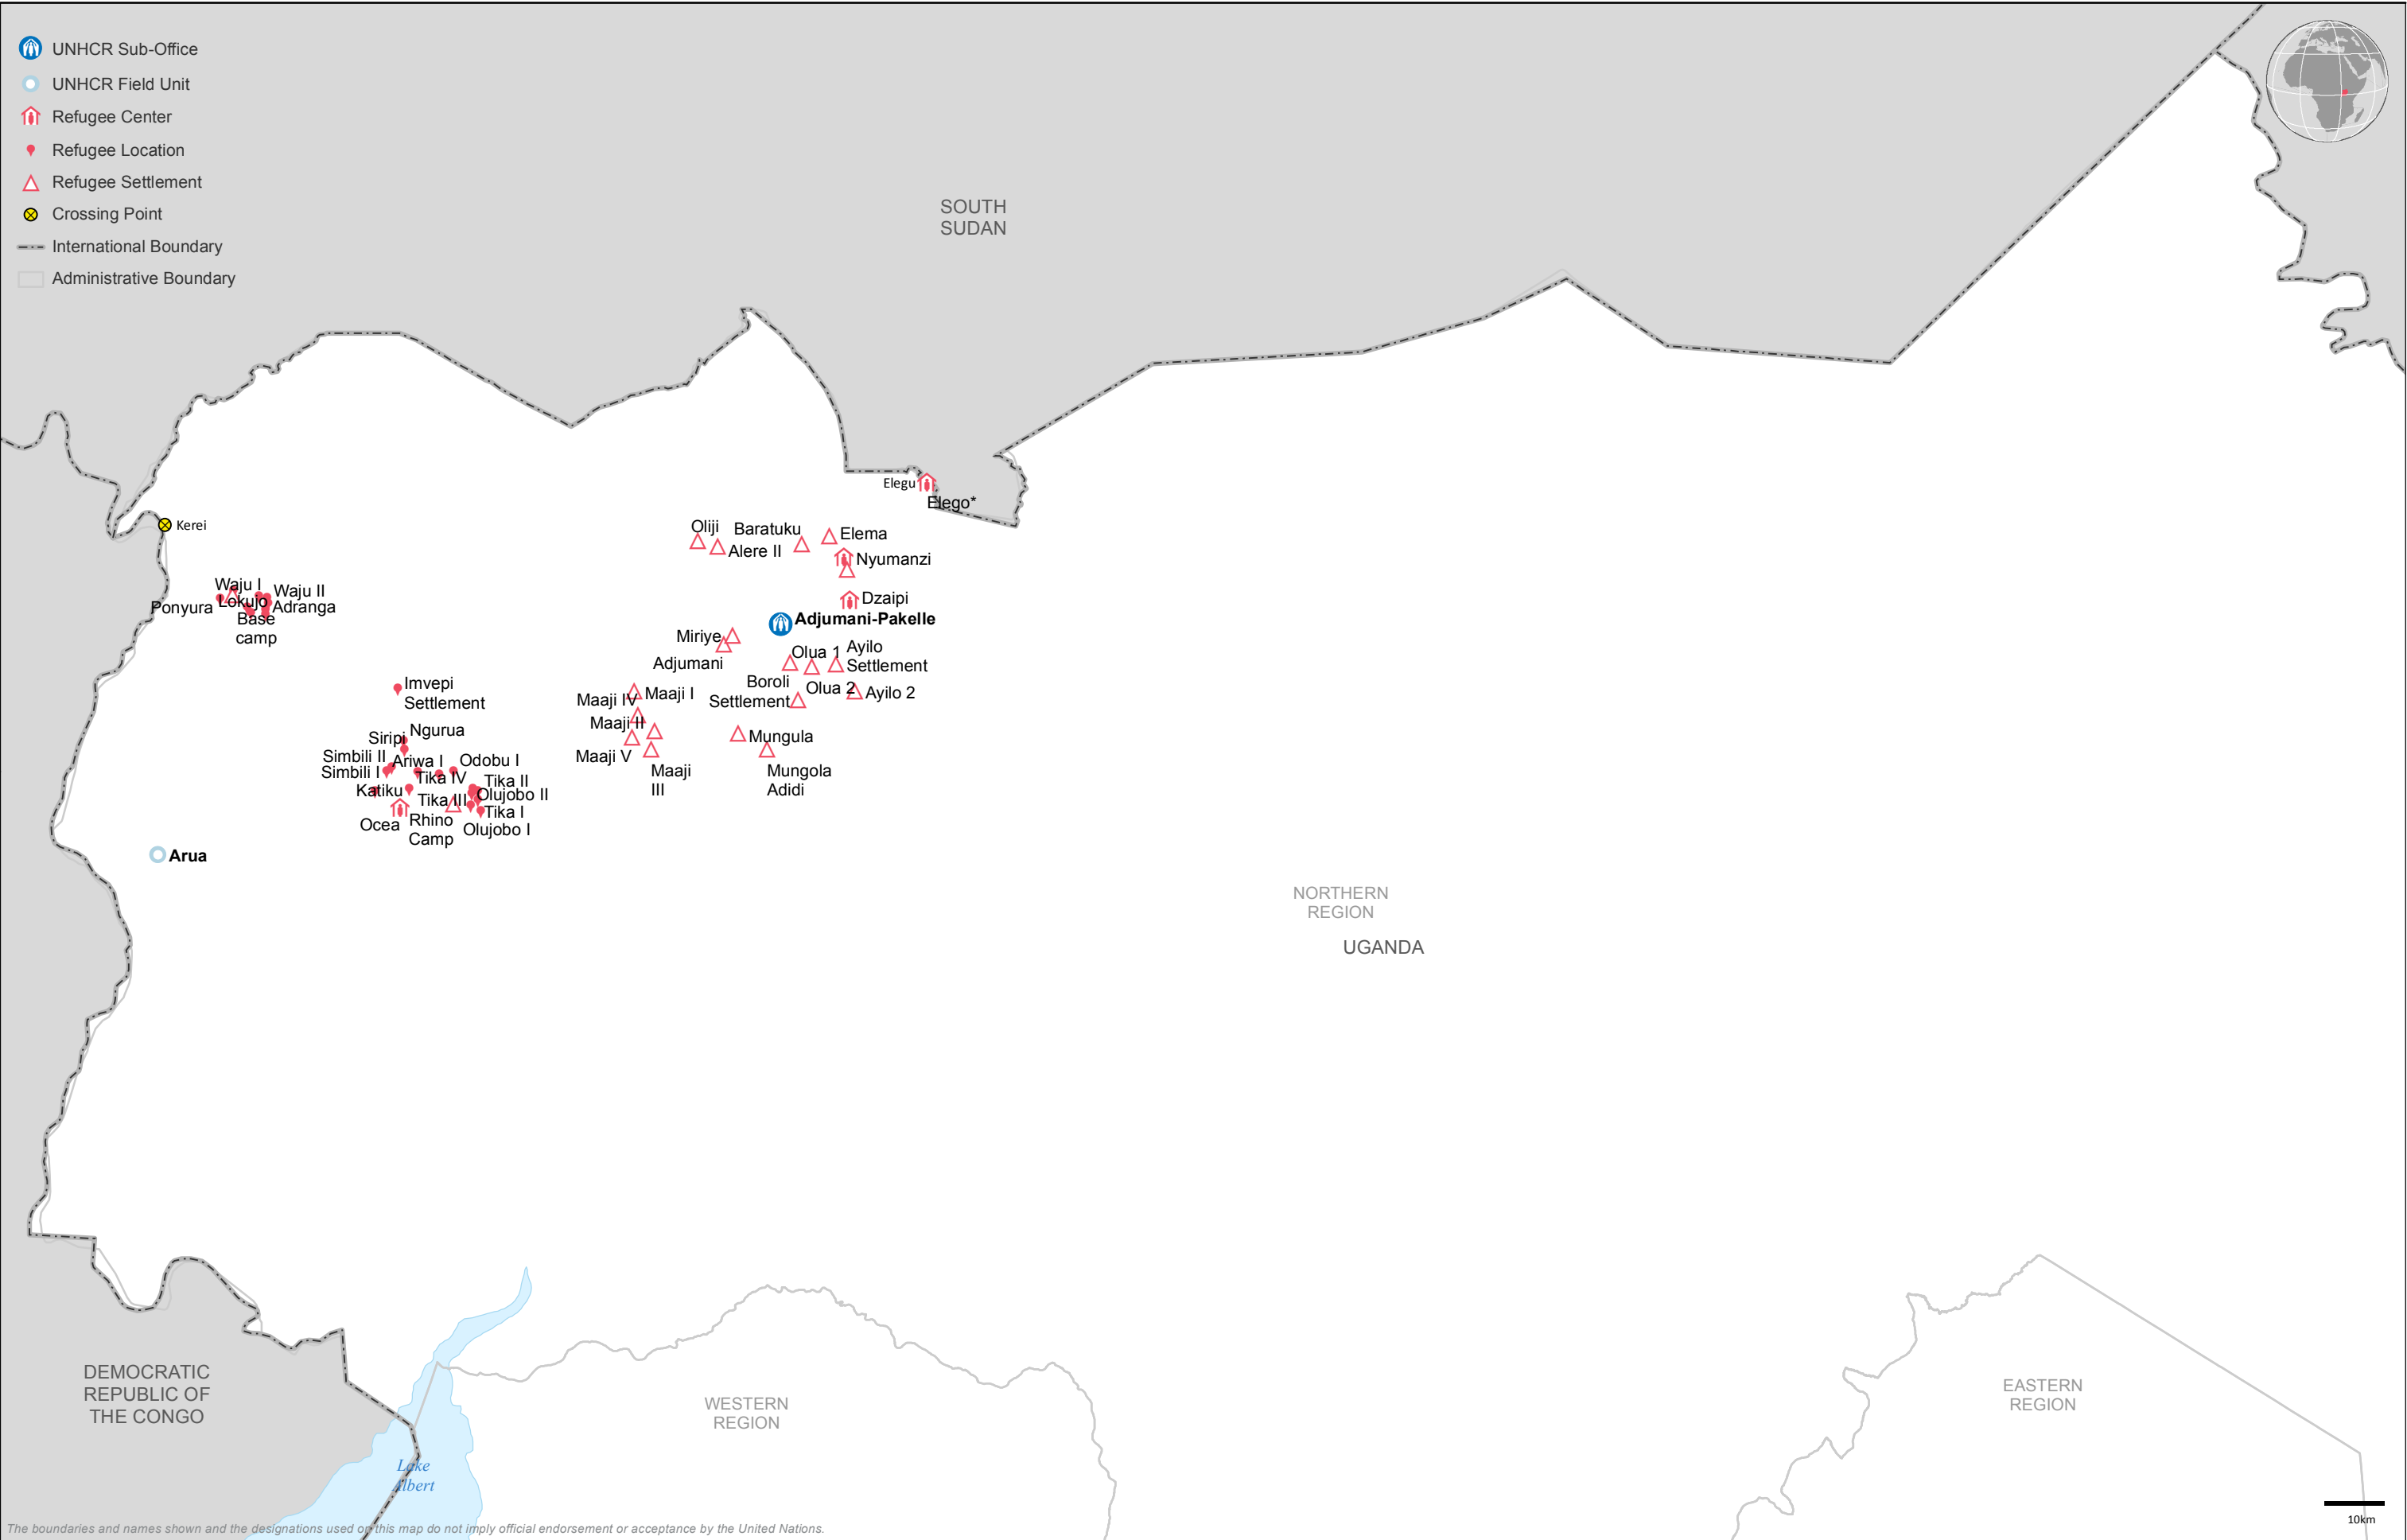 UNHCR Sub-Office
UNHCR Field Unit
Refugee Center
Refugee Location
Refugee Settlement
Crossing Point
International Boundary
Administrative Boundary
SOUTH
SUDAN
Elegu
Elego*
Kerei
Oliji
Baratuku
Elema
Alere II
Nyumanzi
Waju I
Waju II
Lokujo
Ponyura
Adranga
Base
camp
Dzaipi
Adjumani-Pakelle
Miriye
Adjumani
Olua 1
Ayilo
Settlement
Boroli
Settlement
Olua 2
Ayilo 2
Imvepi
Settlement
Maaji IV
Maaji I
Maaji II
Maaji V
Maaji
III
Mungula
Mungola
Adidi
Ngurua
Siripi
Simbili II
Ariwa I
Odobu I
Simbili I
Tika IV
Tika II
Katiku
Tika III
Olujobo II
Tika I
Ocea
Rhino
Camp
Olujobo I
Arua
NORTHERN
REGION
UGANDA
DEMOCRATIC
REPUBLIC OF
THE CONGO
WESTERN
REGION
EASTERN
REGION
Lake
Albert
10km
The boundaries and names shown and the designations used on this map do not imply official endorsement or acceptance by the United Nations.